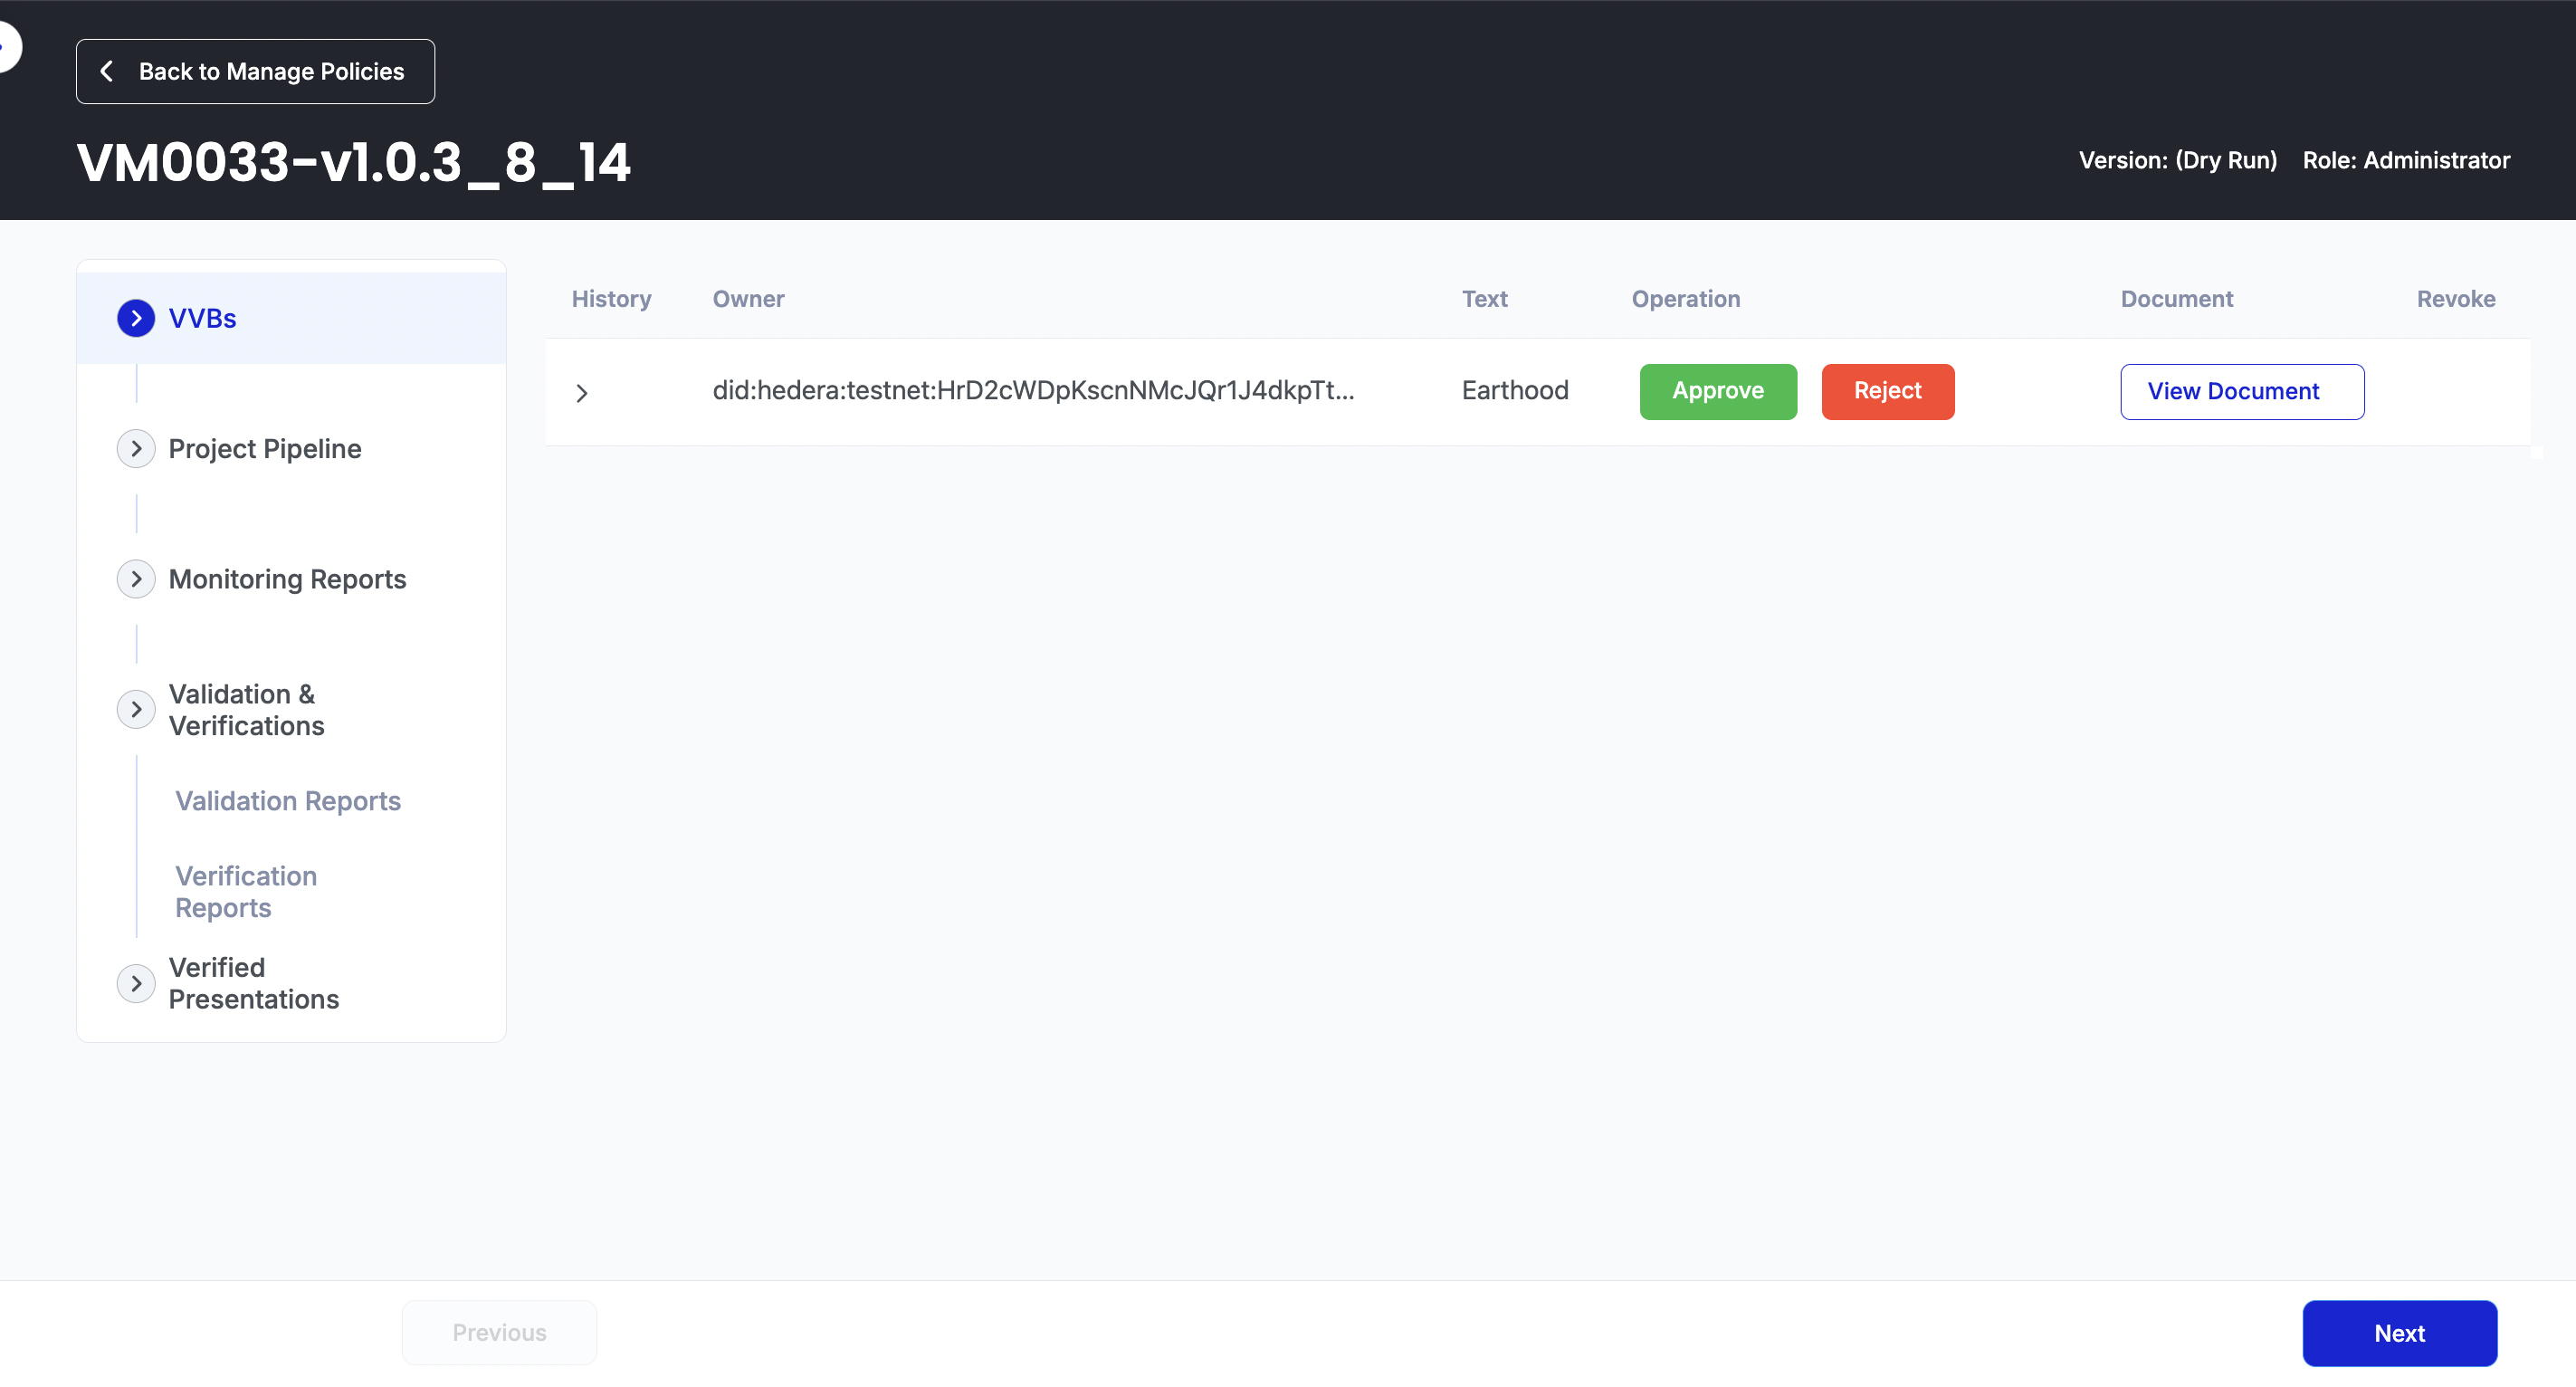 Back to Manage Policies
VM0033-v1.0.3_8_14
Version: (Dry Run) Role: Administrator
VVBs
Project Pipeline
Monitoring Reports
Validation &
Verifications
Validation Reports
Verification
Reports
Verified
Presentations
History Owner Text Operation Document Revoke
did:hedera:testnet:HrD2cWDpKscnNMcJQr1J4dkpTt... Earthood Approve Reject View Document
Previous Next